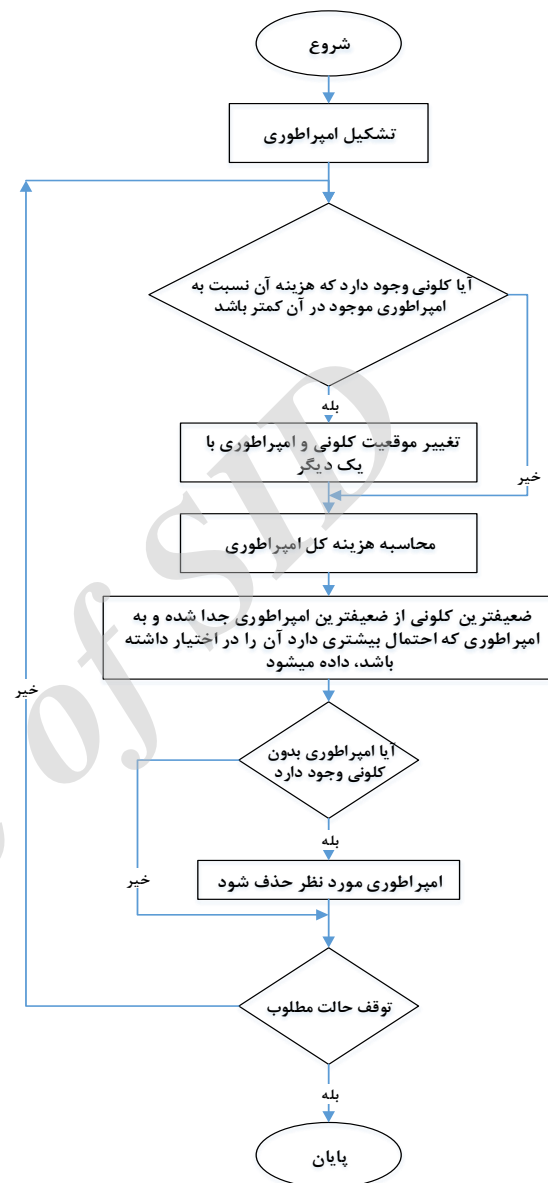 شروع
تشکیل امپراطوری
آیا کلونی وجود دارد که هزینه آن نسبت به
امپراطوری موجود در آن کمتر باشد
بله
تغییر موقعیت کلونی و امپراطوری با
یک دیگر
خیر
محاسبه هزینه کل امپراطوری
ضعیفترین کلونی از ضعیفترین امپراطوری جدا شده و به
امپراطوری که احتمال بیشتری دارد آن را در اختیار داشته
باشد، داده میشود
خیر
آیا امپراطوری بدون
کلونی وجود دارد
بله
خیر
امپراطوری مورد نظر حذف شود
توقف حالت مطلوب
بله
پایان
of SID